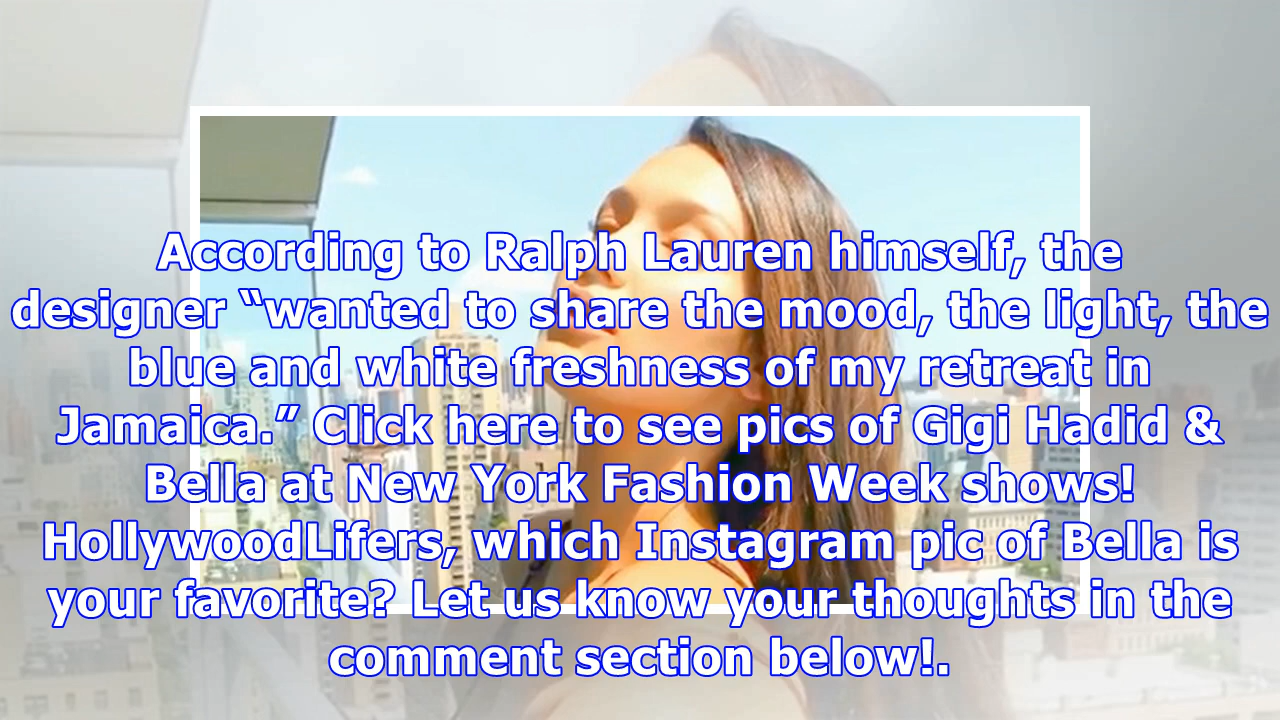 According to Ralph Lauren himself, the
designer “wanted to share the mood, the light, the
blue and white freshness of my retreat in
Jamaica.” Click here to see pics of Gigi Hadid &
Bella at New York Fashion Week shows!
HollywoodLifers, which Instagram pic of Bella is
your favorite? Let us know your thoughts in the
comment section below!.